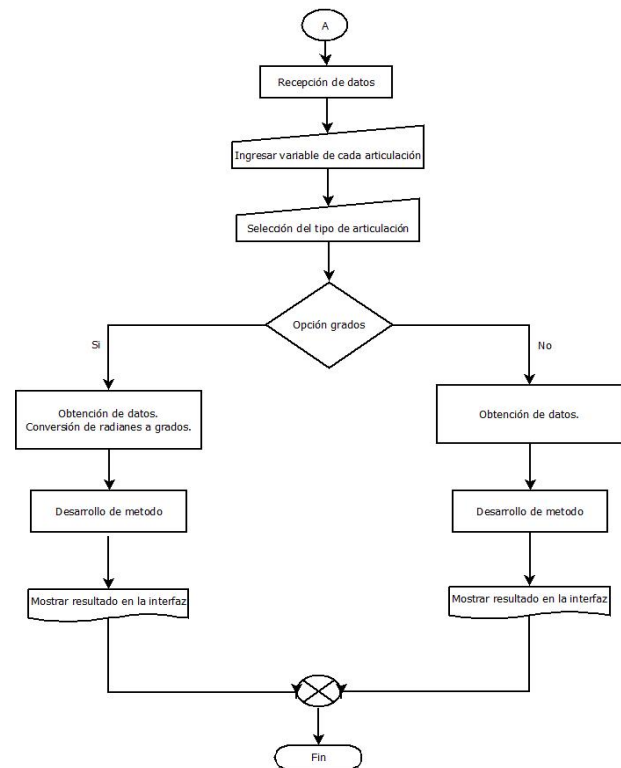 A
Recepción de datos
Ingresar variable de cada articulación
Selección del tipo de articulación
Opción grados
Si
No
Obtención de datos.
Conversión de radianes a grados.
Obtención de datos.
Desarrollo de metodo
Desarrollo de metodo
Mostrar resultado en la interfaz
Mostrar resultado en la interfaz
Fin